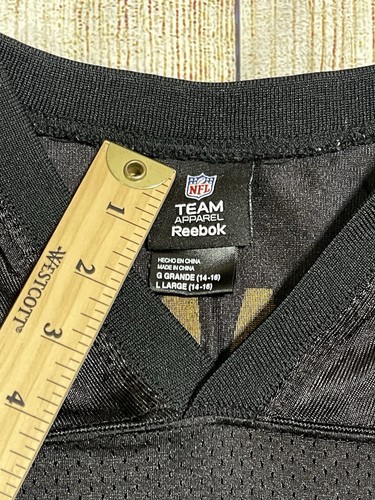 NFL
TEAM
APPAREL
Reebok
HECHO EN CHINA
MADE IN CHINA
G GRANDE (14-16)
L LARGE (14-16)
1
2
3
4
WESTCOTT